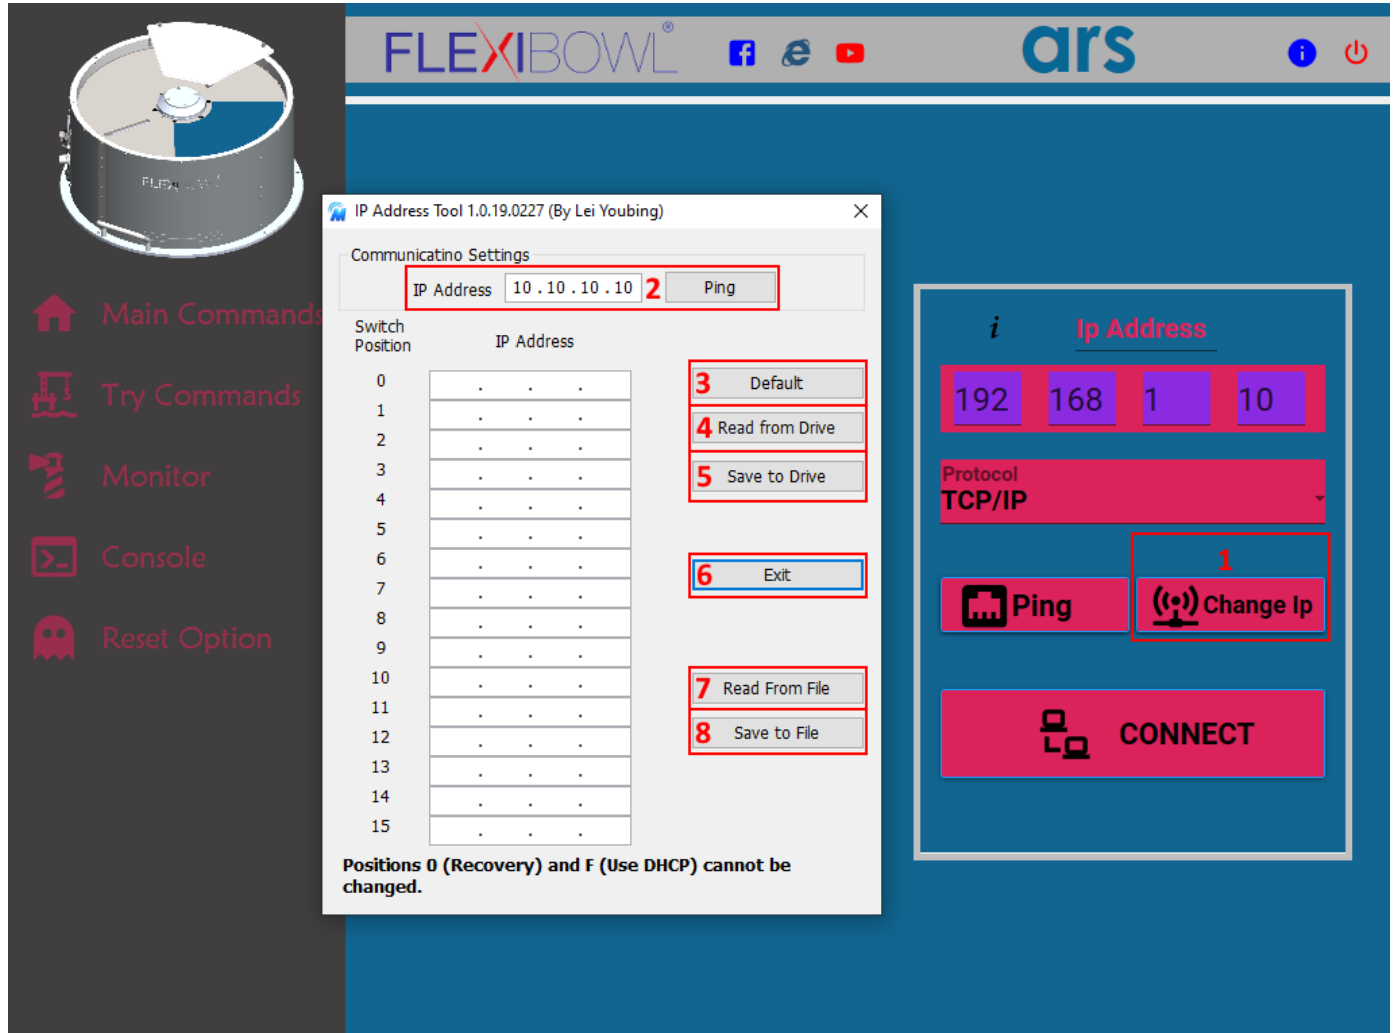 FLEXIBOWL®
ars
Main Commands
Try Commands
Monitor
Console
Reset Option
IP Address Tool 1.0.19.0227 (By Lei Youbing)
Communicatino Settings
IP Address 10 . 10 . 10 . 10 2 Ping
Switch
Position
IP Address
0
1
2
3
4
5
6
7
8
9
10
11
12
13
14
15
3 Default
4 Read from Drive
5 Save to Drive
6 Exit
7 Read From File
8 Save to File
Positions 0 (Recovery) and F (Use DHCP) cannot be
changed.
i Ip Address
192 168 1 10
Protocol
TCP/IP
1
Ping
Change Ip
CONNECT